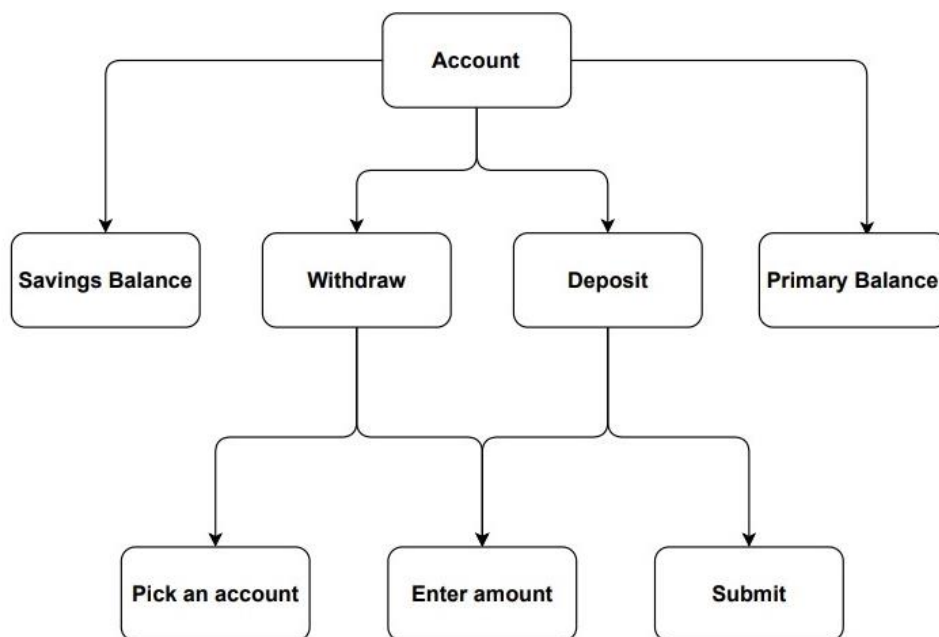 Account
Savings Balance
Withdraw
Deposit
Primary Balance
Pick an account
Enter amount
Submit